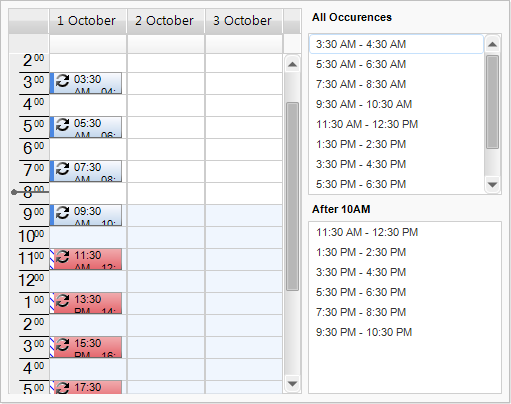 1 October 2 October 3 October
2 00
3 00
03:30
AM 04:
4 00
5 00
05:30
AM 06:
6 00
7 00
07:30
AM 08:
8 00
9 00
09:30
AM 10:
10 00
11 00
11:30
AM 12:
12 00
1 00
13:30
PM 14:
2 00
3 00
15:30
PM 16:
4 00
5 00
17:30
All Occurences
3:30 AM - 4:30 AM
5:30 AM - 6:30 AM
7:30 AM - 8:30 AM
9:30 AM - 10:30 AM
11:30 AM - 12:30 PM
1:30 PM - 2:30 PM
3:30 PM - 4:30 PM
5:30 PM - 6:30 PM
After 10AM
11:30 AM - 12:30 PM
1:30 PM - 2:30 PM
3:30 PM - 4:30 PM
5:30 PM - 6:30 PM
7:30 PM - 8:30 PM
9:30 PM - 10:30 PM